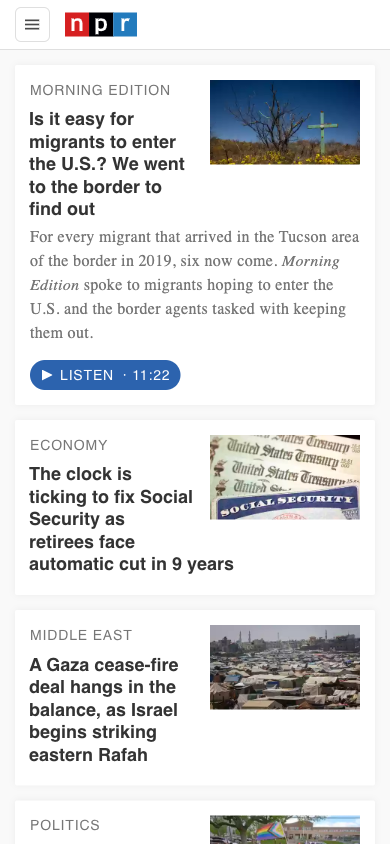 npr
MORNING EDITION
Is it easy for
migrants to enter
the U.S.? We went
to the border to
find out
For every migrant that arrived in the Tucson area
of the border in 2019, six now come. Morning
Edition spoke to migrants hoping to enter the
U.S. and the border agents tasked with keeping
them out.
LISTEN · 11:22
ECONOMY
The clock is
ticking to fix Social
Security as
retirees face
automatic cut in 9 years
United States Treasury
United States Treasury
United States Treasury
SOCIAL SECURITY
MIDDLE EAST
A Gaza cease-fire
deal hangs in the
balance, as Israel
begins striking
eastern Rafah
POLITICS